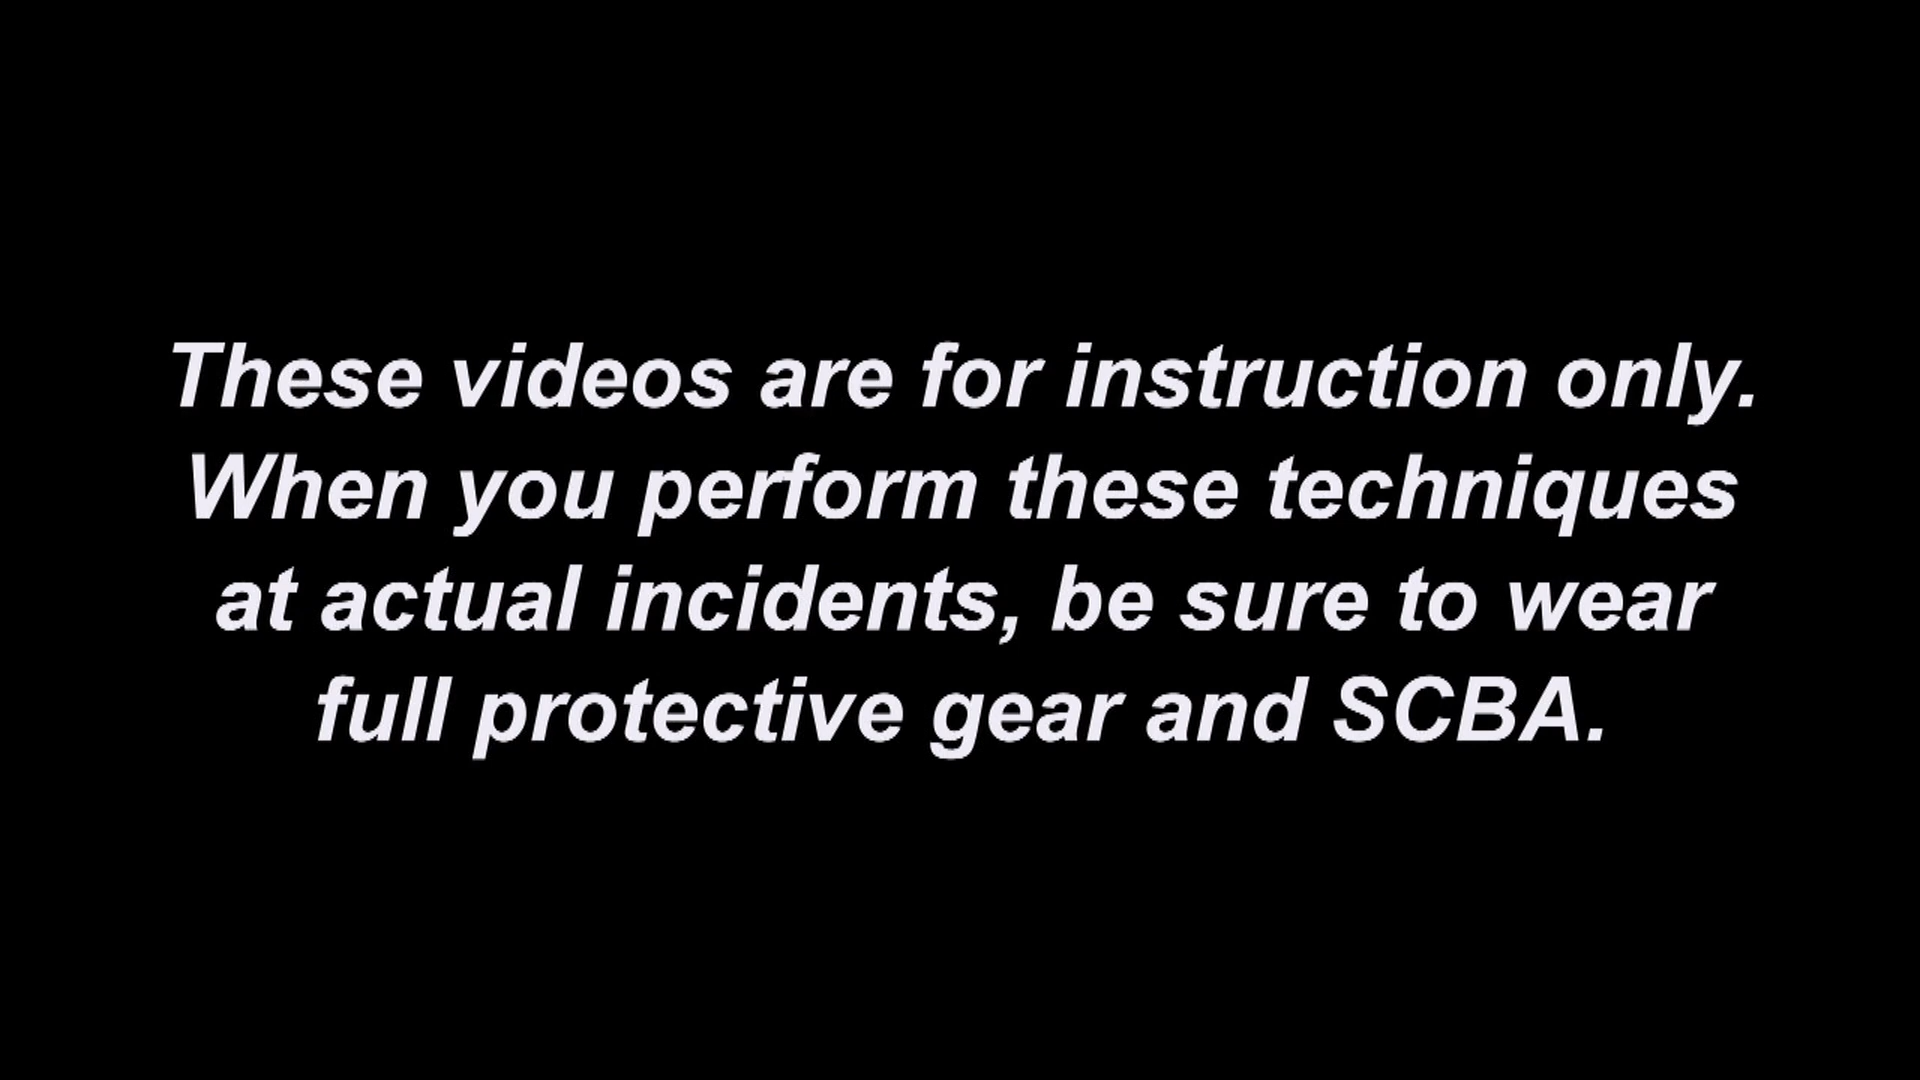 These videos are for instruction only.
When you perform these techniques
at actual incidents, be sure to wear
full protective gear and SCBA.